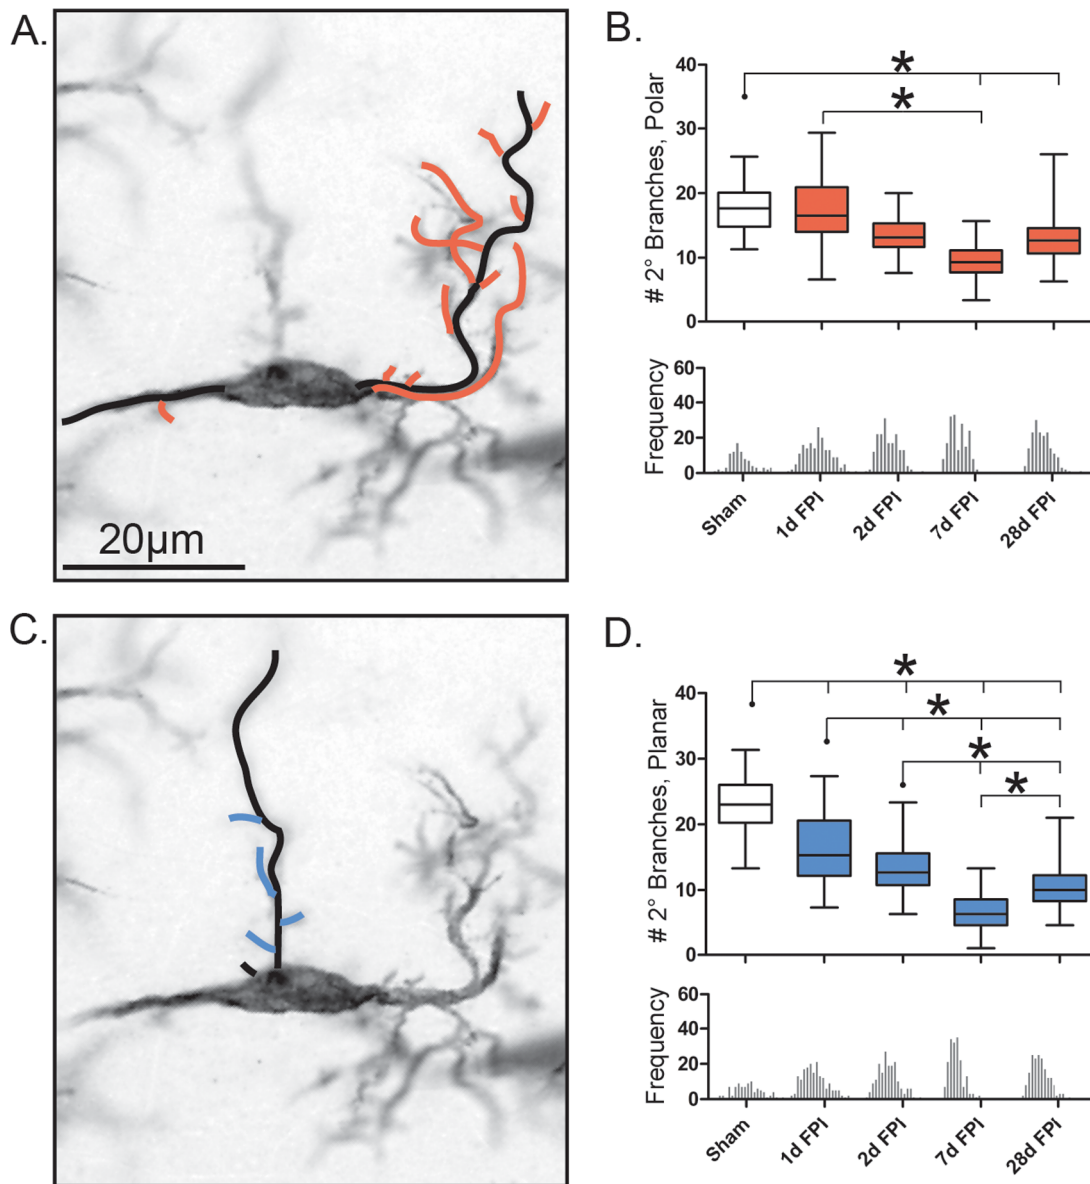 A.
20µm
B.
# 2° Branches, Polar
40
30
20
10
0
*
*
Frequency
60
40
20
0
Sham
1d FPI
2d FPI
7d FPI
28d FPI
C.
D.
# 2° Branches, Planar
40
30
20
10
0
*
*
*
*
Frequency
60
40
20
0
Sham
1d FPI
2d FPI
7d FPI
28d FPI